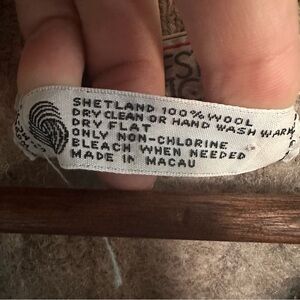 SHETLAND 100% WOOL
DRY CLEAN OR HAND WASH WARM
DRY FLAT
ONLY NON-CHLORINE
BLEACH WHEN NEEDED
MADE IN MACAU